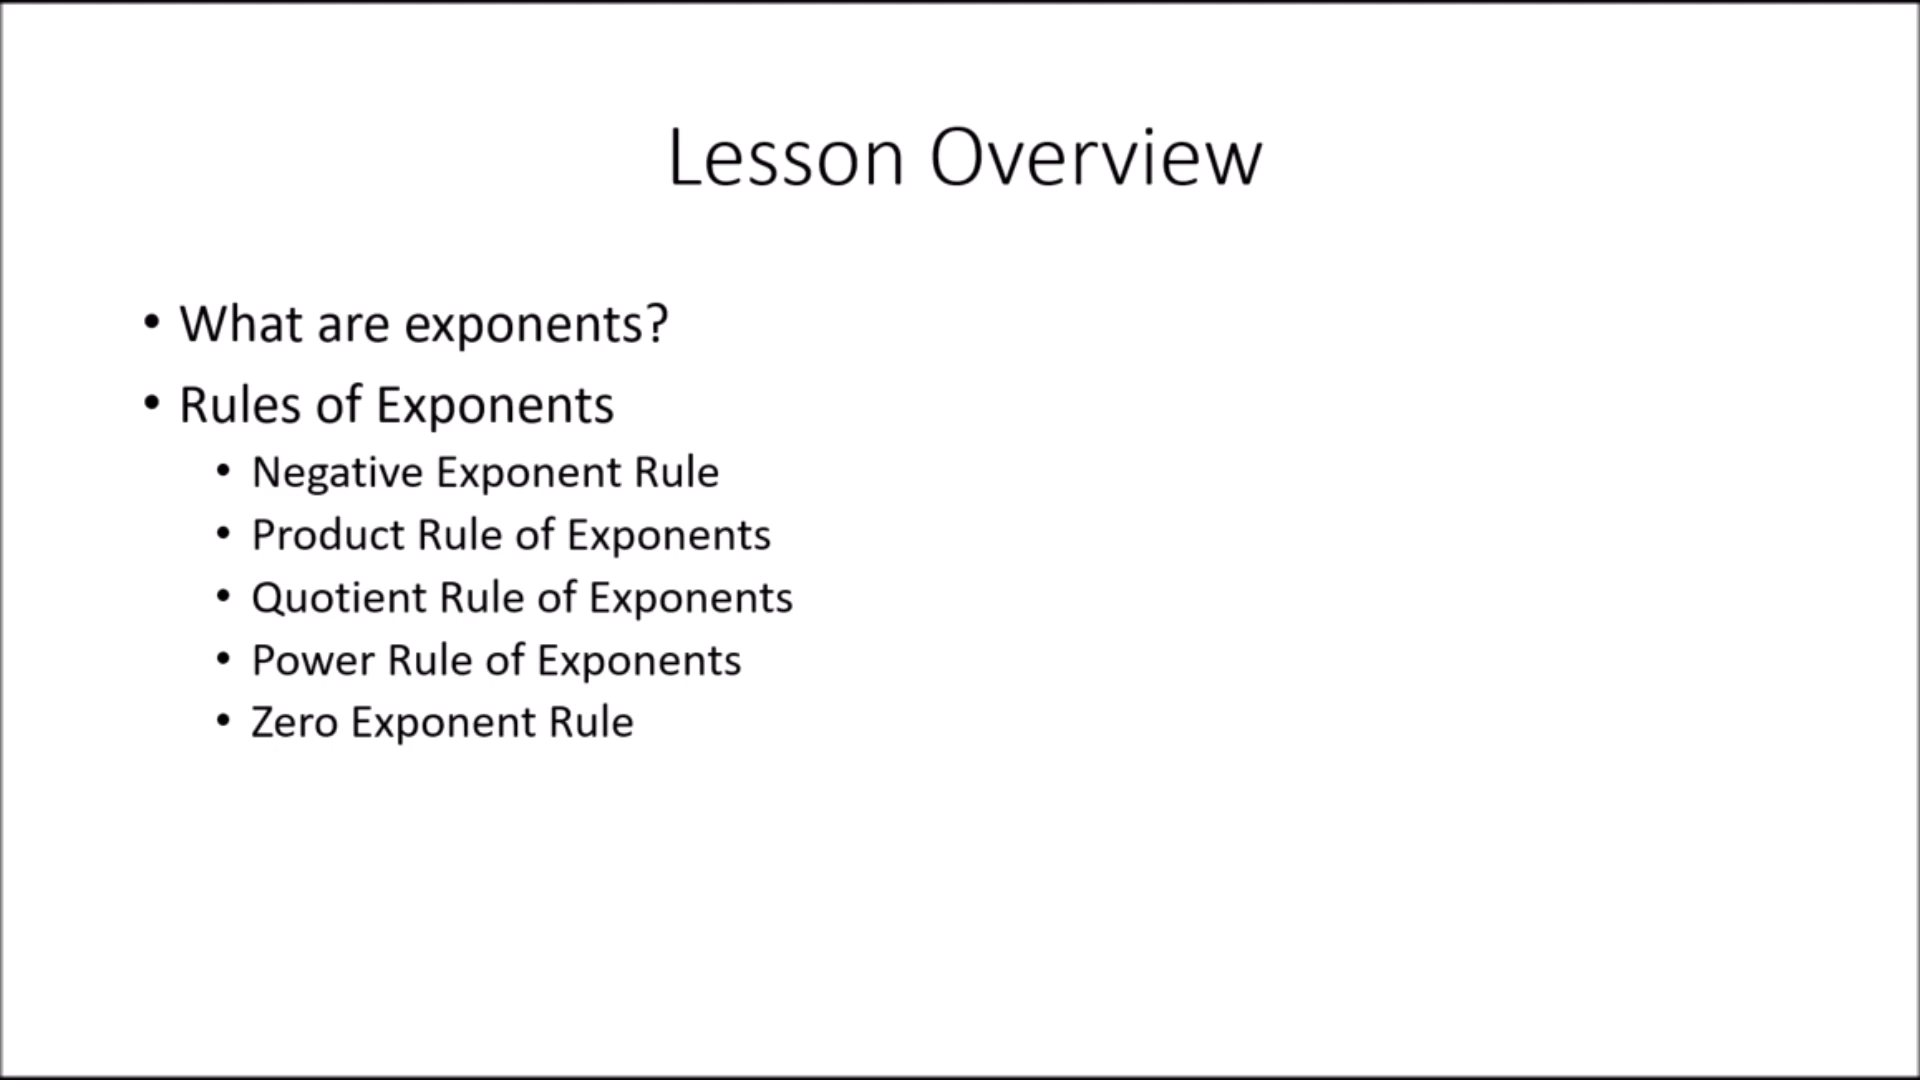 Lesson Overview
• What are exponents?
• Rules of Exponents
• Negative Exponent Rule
• Product Rule of Exponents
• Quotient Rule of Exponents
• Power Rule of Exponents
• Zero Exponent Rule